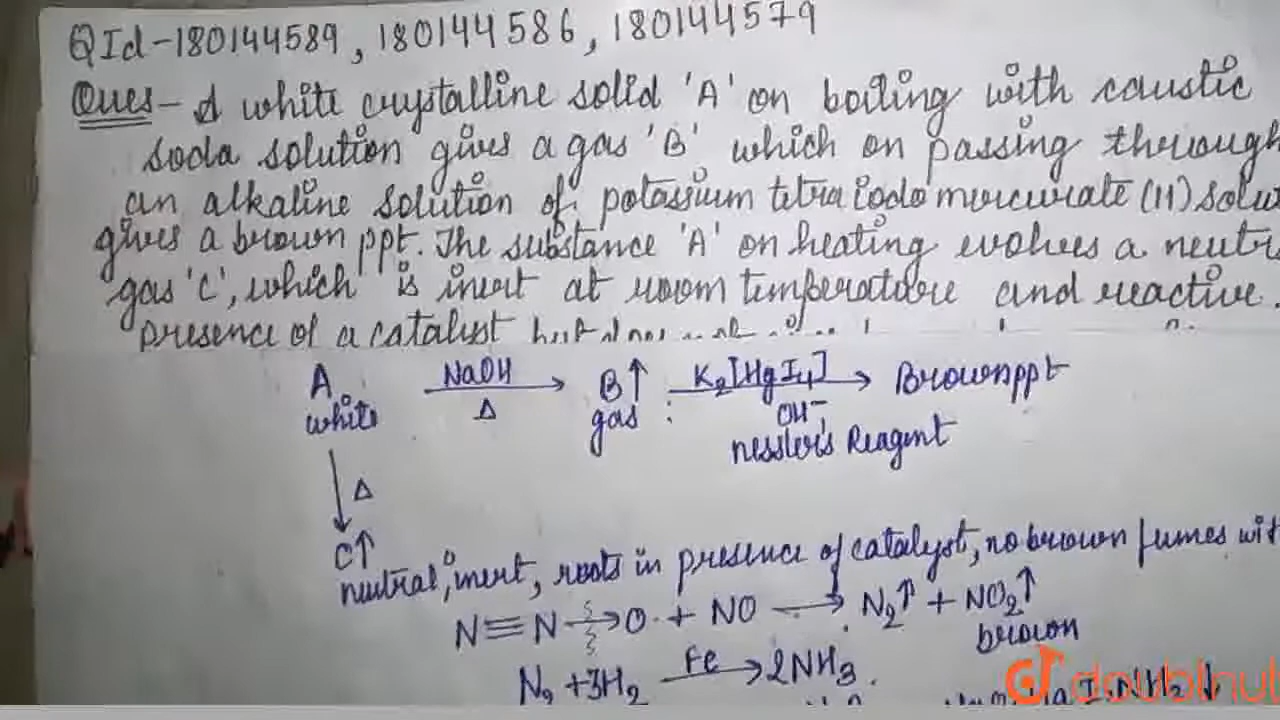 QId-180144589, 180144586, 180144579
Ques - A white crystalline solid 'A' on boiling with caustic
soda solution gives a gas 'B' which on passing through
an alkaline solution of potassium tetraiodo mercurate (II) solu
gives a brown ppt. The substance 'A' on heating evolves a neutr
gas 'C', which is inert at room temperature and reactive
presence of a catalyst but does
A NaOH B↑ K₂[HgI₄] Brown ppt
white Δ gas OH⁻
Nessler's Reagent
Δ
C↑
neutral, inert, reacts in presence of catalyst, no brown fumes wit
N≡N→O + NO → N₂↑ + NO₂↑
brown
N₂ + 3H₂ Fe→ 2NH₃.
doubtnut